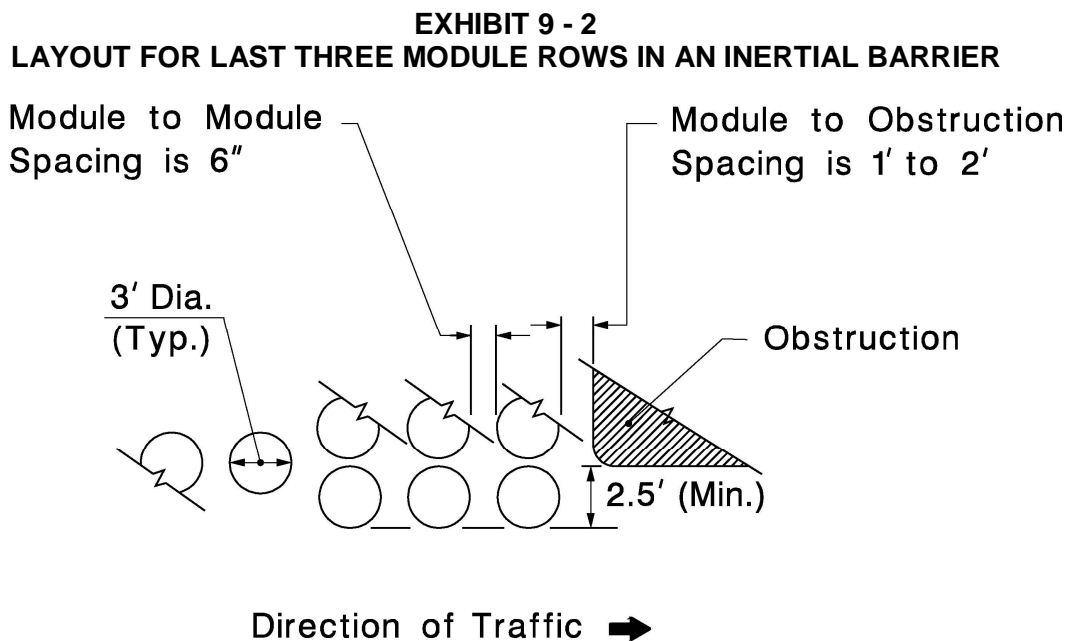 EXHIBIT 9 - 2
LAYOUT FOR LAST THREE MODULE ROWS IN AN INERTIAL BARRIER
Module to Module
Spacing is 6"
Module to Obstruction
Spacing is 1' to 2'
3' Dia.
(Typ.)
Obstruction
2.5' (Min.)
Direction of Traffic